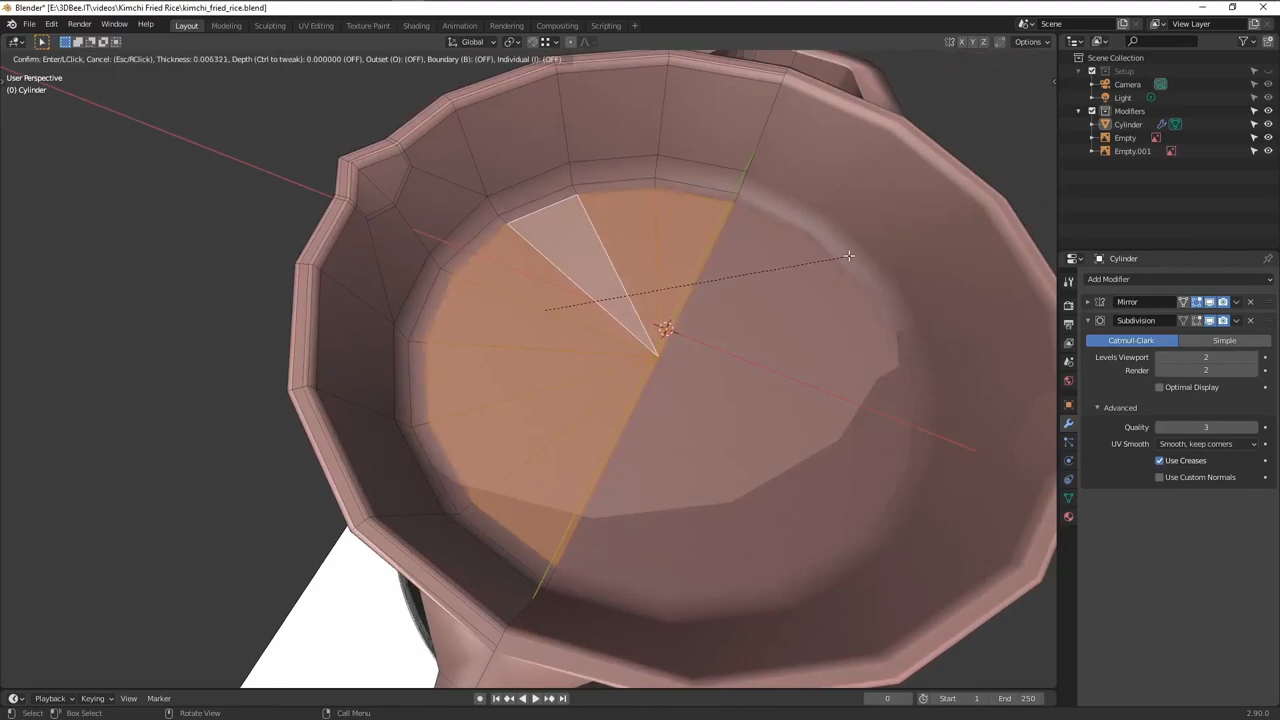 Blender* [E:\3DBee.IT\videos\Kimchi Fried Rice\kimchi_fried_rice.blend]
File Edit Render Window Help Layout Modeling Sculpting UV Editing Texture Paint Shading Animation Rendering Compositing Scripting Scene View Layer
Global X Y Z Options
Confirm: Enter/LClick, Cancel: (Esc/RClick), Thickness: 0.006321, Depth (Ctrl to tweak): 0.000000 (OFF), Outset (O): (OFF), Boundary (B): (OFF), Individual (I): (OFF)
User Perspective
(0) Cylinder
Scene Collection
Setup
Camera
Light
Modifiers
Cylinder
Empty
Empty.001
Cylinder
Add Modifier
Mirror
Subdivision
Catmull-Clark Simple
Levels Viewport 2
Render 2
Optimal Display
Advanced
Quality 3
UV Smooth Smooth, keep corners
Use Creases
Use Custom Normals
Playback Keying View Marker 0 Start 1 End 250
Select Box Select Rotate View Call Menu 2.90.0